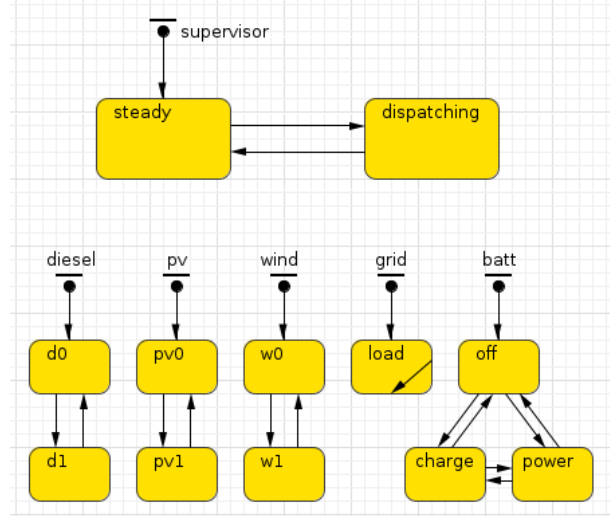 supervisor
steady
dispatching
diesel
pv
wind
grid
batt
d0
pv0
w0
load
off
d1
pv1
w1
charge
power